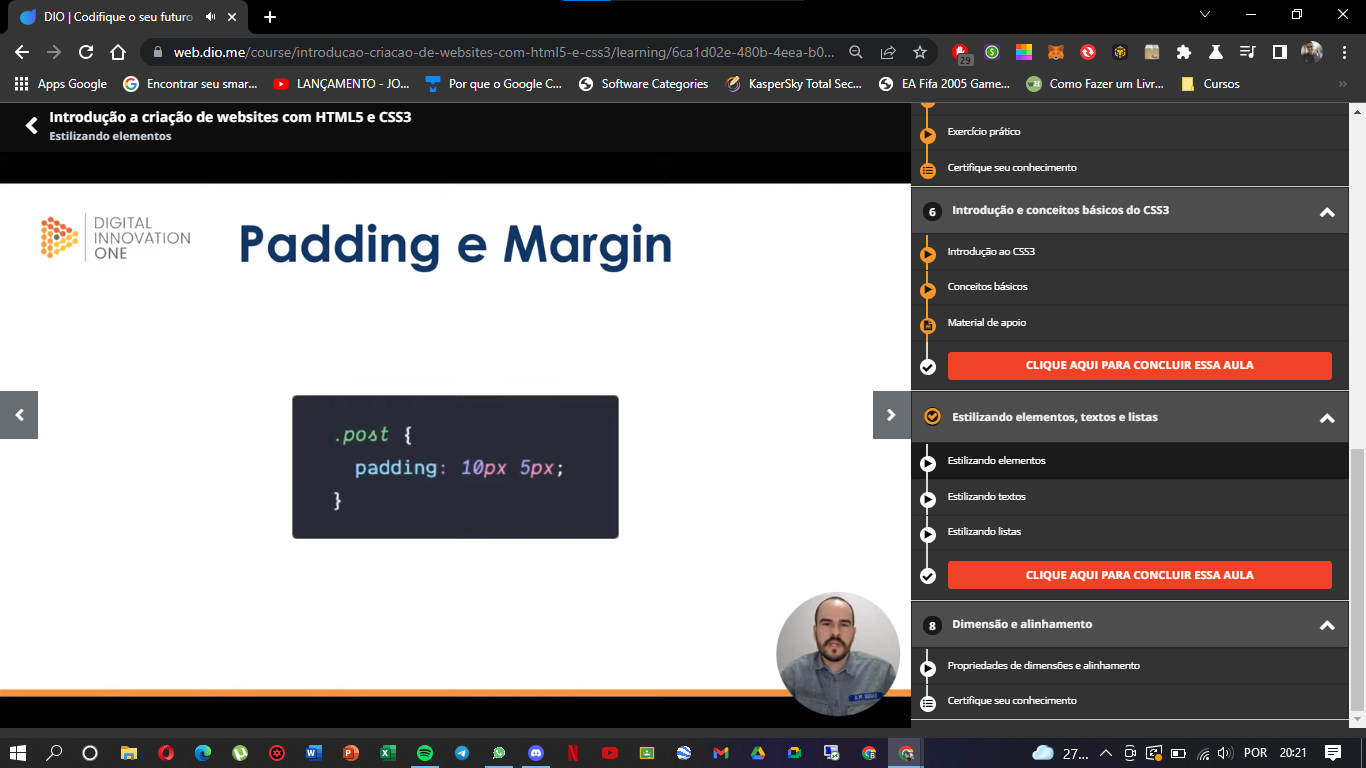 DIO | Codifique o seu futuro
web.dio.me/course/introducao-criacao-de-websites-com-html5-e-css3/learning/6ca1d02e-480b-4eea-b0...
29
Apps Google
Encontrar seu smar...
LANÇAMENTO - JO...
Por que o Google C...
Software Categories
KasperSky Total Sec...
EA Fifa 2005 Game...
Como Fazer um Livr...
Cursos
»
Introdução a criação de websites com HTML5 e CSS3
Estilizando elementos
DIGITAL
INNOVATION
ONE
Padding e Margin
.post {
padding: 10px 5px;
}
Exercício prático
Certifique seu conhecimento
6
Introdução e conceitos básicos do CSS3
Introdução ao CSS3
Conceitos básicos
Material de apoio
CLIQUE AQUI PARA CONCLUIR ESSA AULA
Estilizando elementos, textos e listas
Estilizando elementos
Estilizando textos
Estilizando listas
CLIQUE AQUI PARA CONCLUIR ESSA AULA
8
Dimensão e alinhamento
Propriedades de dimensões e alinhamento
Certifique seu conhecimento
27...
POR
20:21